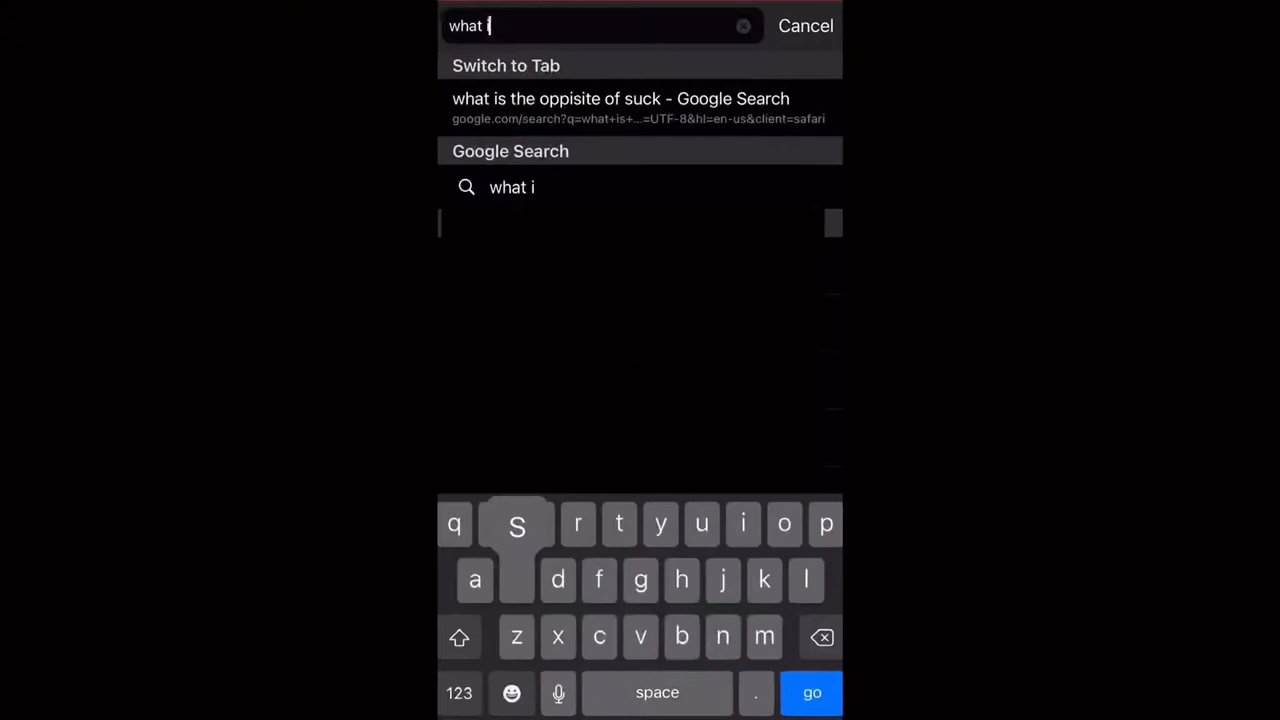 what i Cancel
Switch to Tab
what is the oppisite of suck - Google Search
google.com/search?q=what+is+...=UTF-8&hl=en-us&client=safari
Google Search
what i
q S r t y u i o p
a d f g h j k l
z x c v b n m
123 space . go